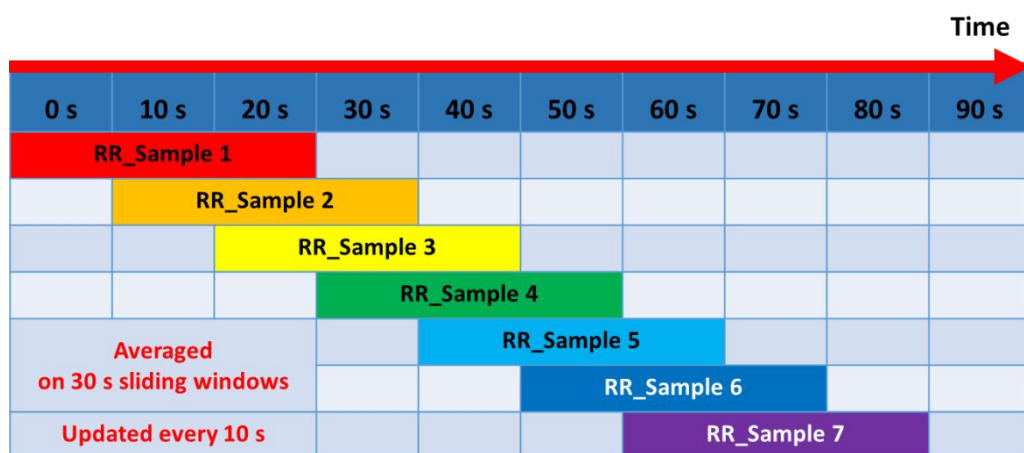 Time
0 s 10 s 20 s 30 s 40 s 50 s 60 s 70 s 80 s 90 s
RR_Sample 1
RR_Sample 2
RR_Sample 3
RR_Sample 4
RR_Sample 5
Averaged
on 30 s sliding windows
RR_Sample 6
Updated every 10 s
RR_Sample 7